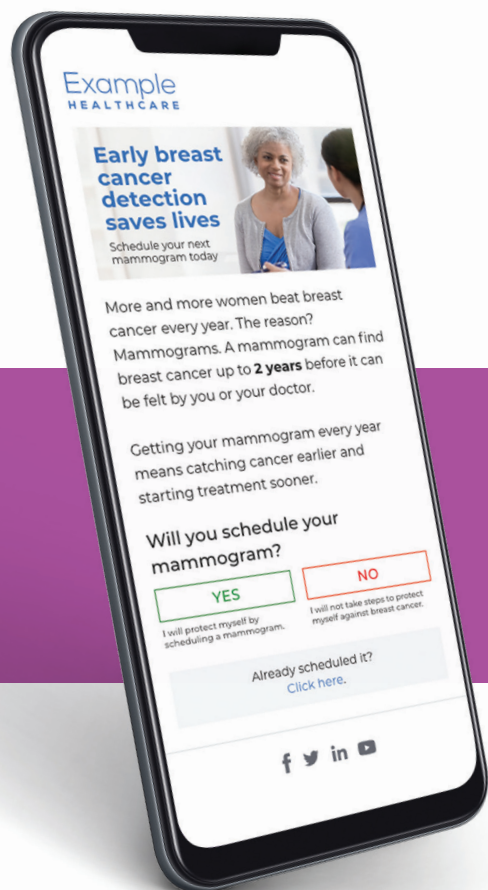 Example
HEALTHCARE
Early breast
cancer
detection
saves lives
Schedule your next
mammogram today
More and more women beat breast
cancer every year. The reason?
Mammograms. A mammogram can find
breast cancer up to 2 years before it can
be felt by you or your doctor.
Getting your mammogram every year
means catching cancer earlier and
starting treatment sooner.
Will you schedule your
mammogram?
YES
I will protect myself by
scheduling a mammogram.
NO
I will not take steps to protect
myself against breast cancer.
Already scheduled it?
Click here.